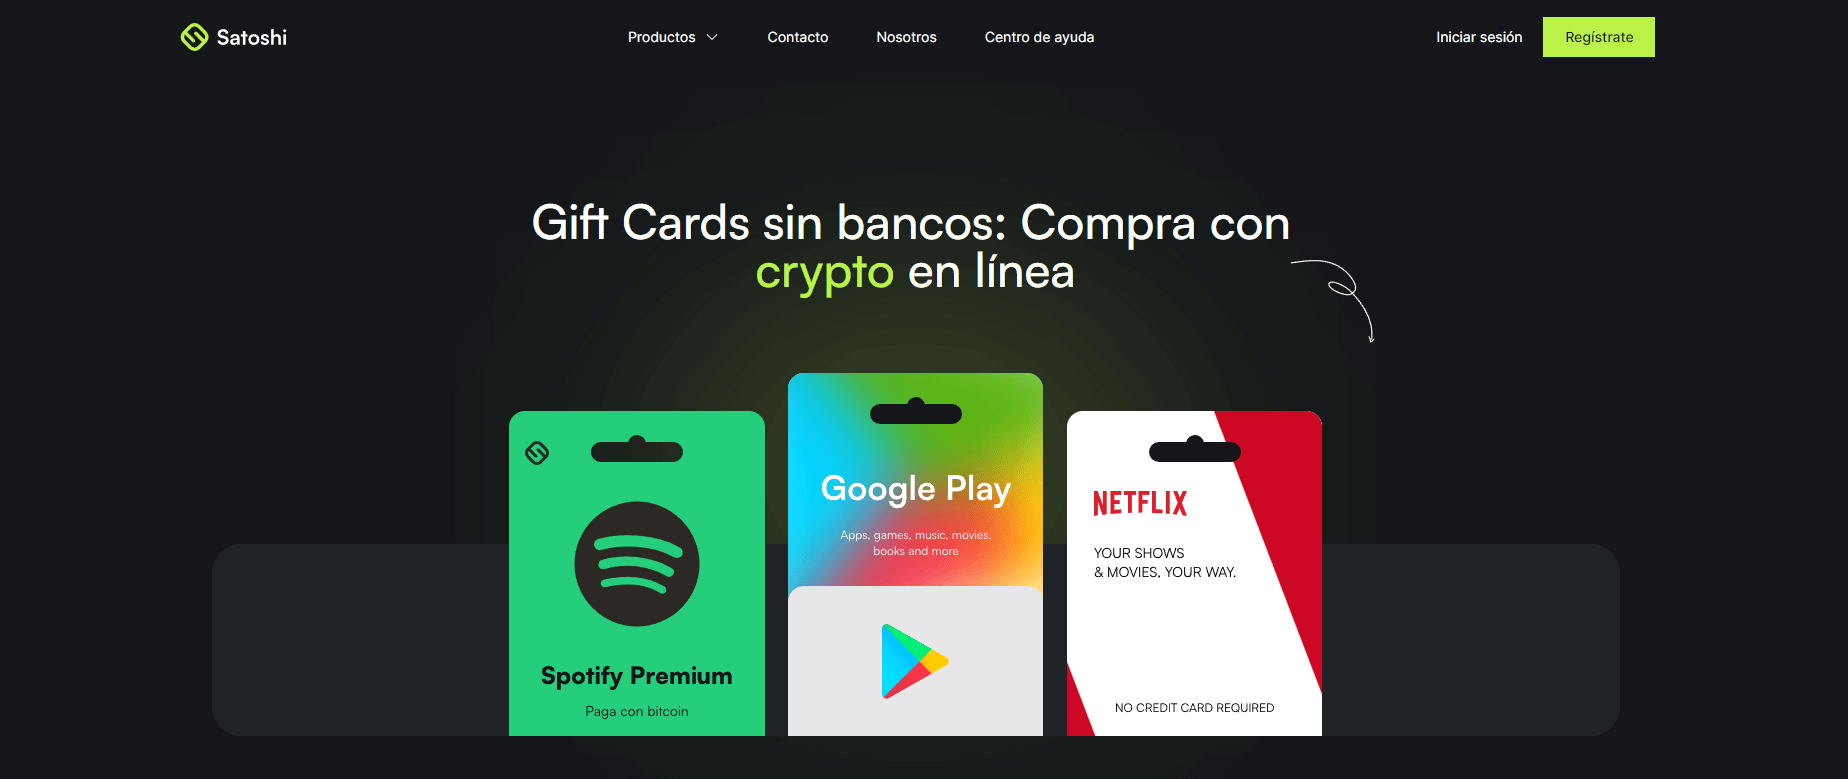 Satoshi
Productos
Contacto
Nosotros
Centro de ayuda
Iniciar sesión
Regístrate
Gift Cards sin bancos: Compra con
crypto en línea
Spotify Premium
Paga con bitcoin
Google Play
Apps, games, music, movies,
books and more
NETFLIX
YOUR SHOWS
& MOVIES, YOUR WAY.
NO CREDIT CARD REQUIRED